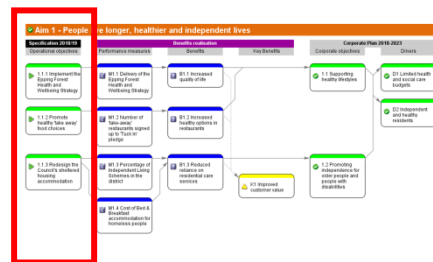 Aim 1 - People live longer, healthier and independent lives
Specification 2018/19
Benefits realisation
Corporate Plan 2018-2023
Operational objectives
Performance measures
Benefits
Key Benefits
Corporate objectives
Drivers
1.1.1 Implement the
Epping Forest
Health and
Wellbeing Strategy
M1.1 Delivery of the
Epping Forest
Health and
Wellbeing Strategy
B1.1 Increased
quality of life
1.1 Supporting
healthy lifestyles
D1 Limited health
and social care
budgets
1.1.2 Promote
healthy 'take away'
food choices
M1.2 Number of
'take-away'
restaurants signed
up to 'Tuck In'
pledge
B1.2 Increased
healthy options in
restaurants
D2 Independent
and healthy
residents
1.1.3 Redesign the
Council's sheltered
housing
accommodation
M1.3 Percentage of
Independent Living
Schemes in the
district
B1.3 Reduced
reliance on
residential care
services
1.2 Promoting
independence for
older people and
people with
disabilities
K1 Improved
customer value
M1.4 Cost of Bed &
Breakfast
accommodation for
homeless people